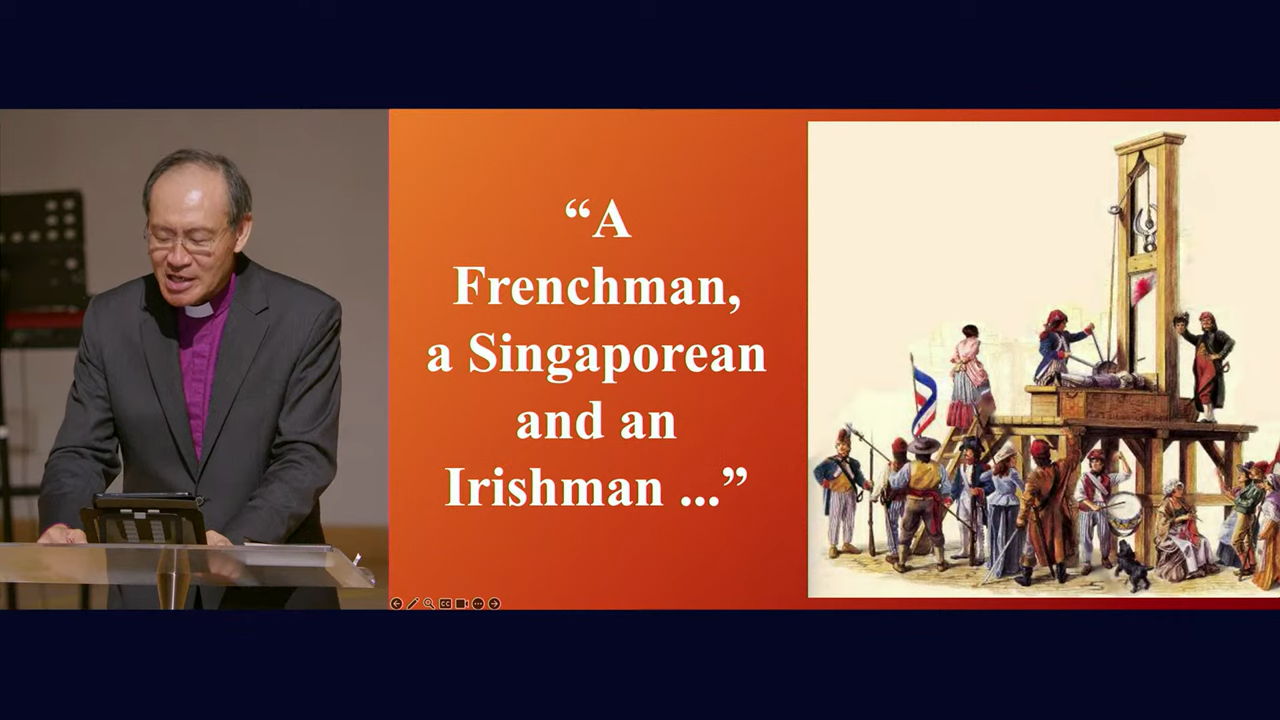 “A
Frenchman,
a Singaporean
and an
Irishman ...”